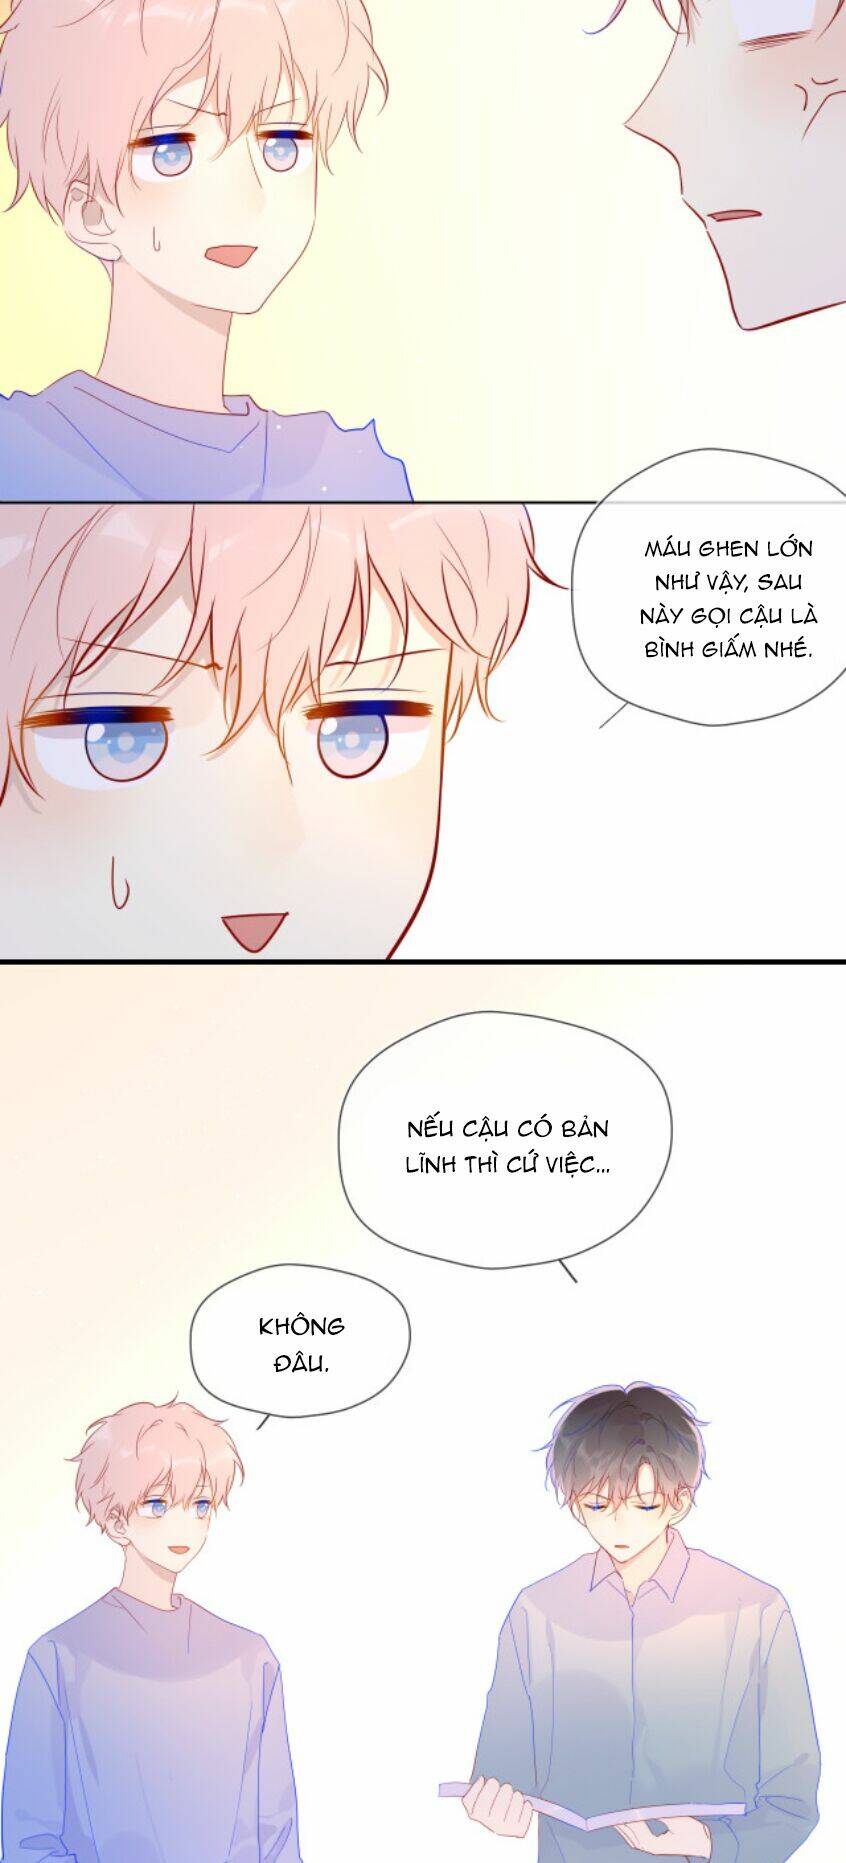 MÁU GHEN LỚN
NHƯ VẬY, SAU
NÀY GỌI CẬU LÀ
BÌNH GIẤM NHÉ.
NẾU CẬU CÓ BẢN
LĨNH THÌ CỨ VIỆC...
KHÔNG
ĐÂU.